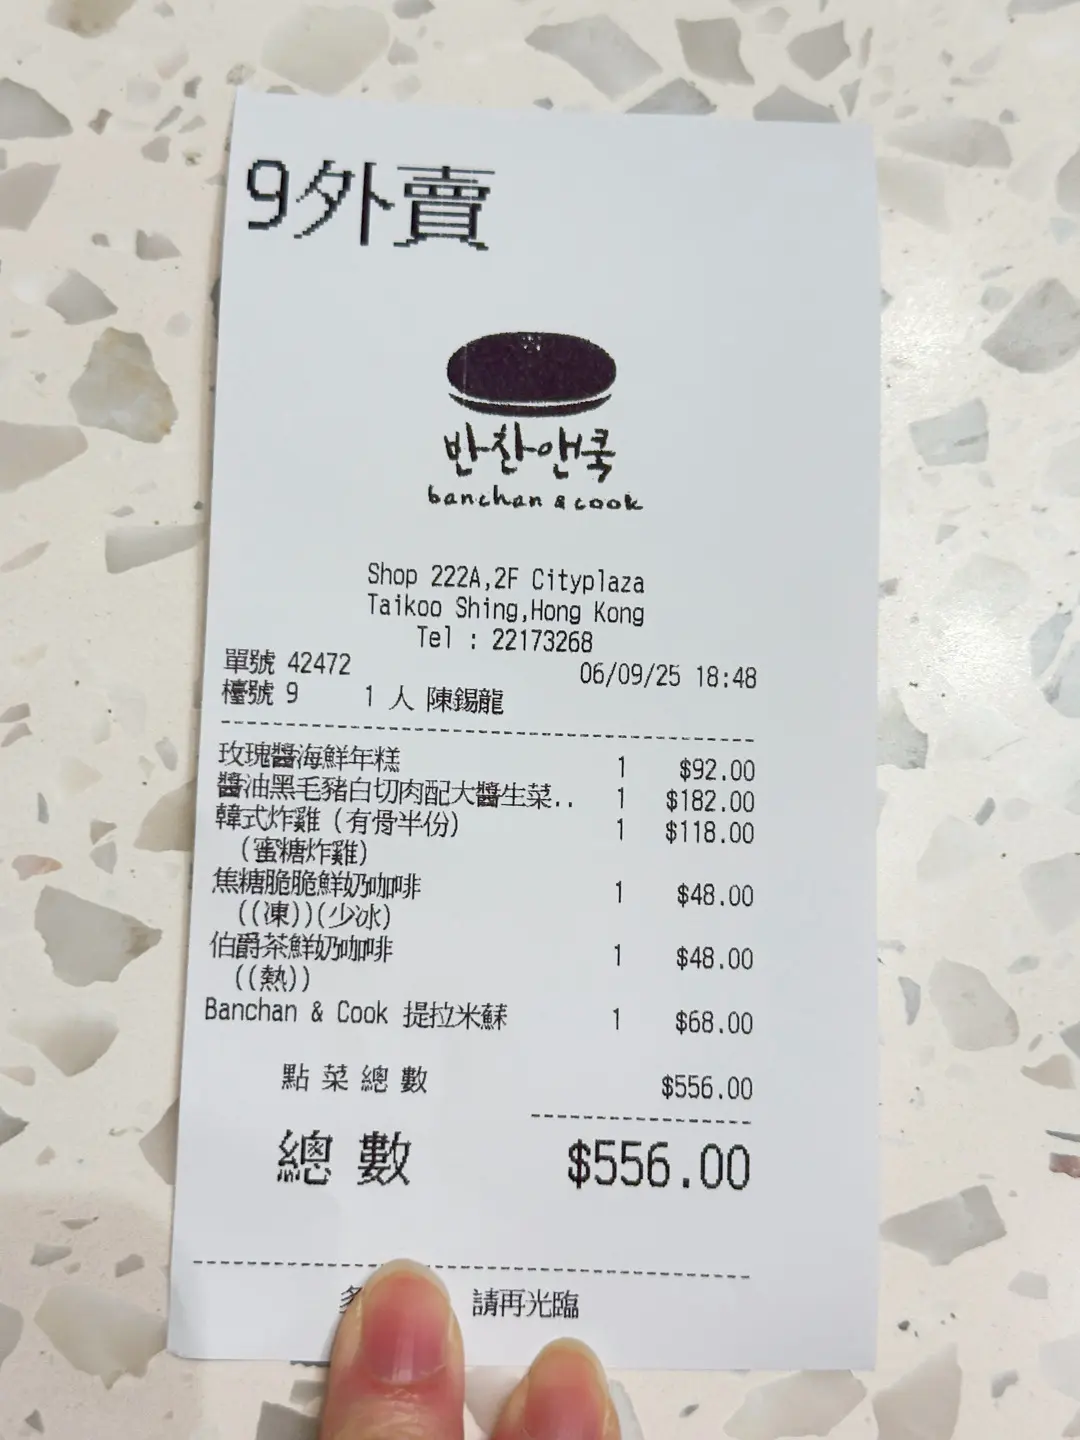 9外賣
반찬앤쿡
banchan & cook
Shop 222A,2F Cityplaza
Taikoo Shing,Hong Kong
Tel : 22173268
單號 42472 06/09/25 18:48
檯號 9 1 人 陳錫龍
玫瑰醬海鮮年糕 1 $92.00
醬油黑毛豬白切肉配大醬生菜.. 1 $182.00
韓式炸雞 (有骨半份) 1 $118.00
(蜜糖炸雞)
焦糖脆脆鮮奶咖啡 1 $48.00
((凍))(少冰)
伯爵茶鮮奶咖啡 1 $48.00
((熱))
Banchan & Cook 提拉米蘇 1 $68.00
點菜總數 $556.00
總數 $556.00
請再光臨